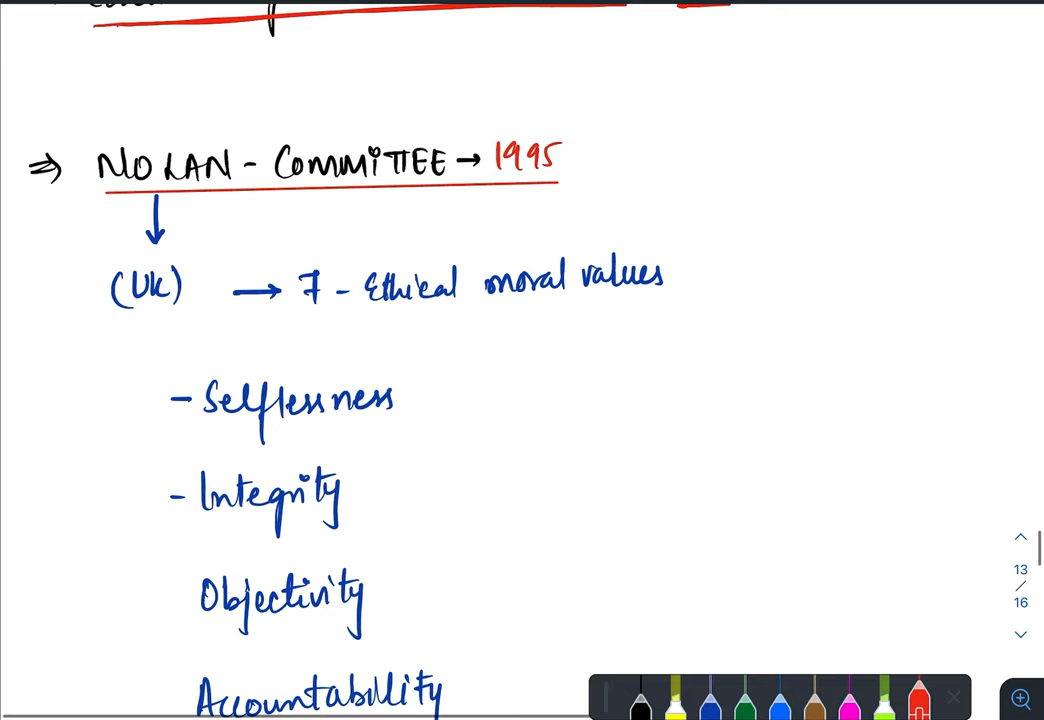 ⇒ NOLAN - COMMITTEE → 1995
(UK) → 7 - Ethical moral values
- Selflessness
- Integrity
Objectivity
Accountability
13
/
16